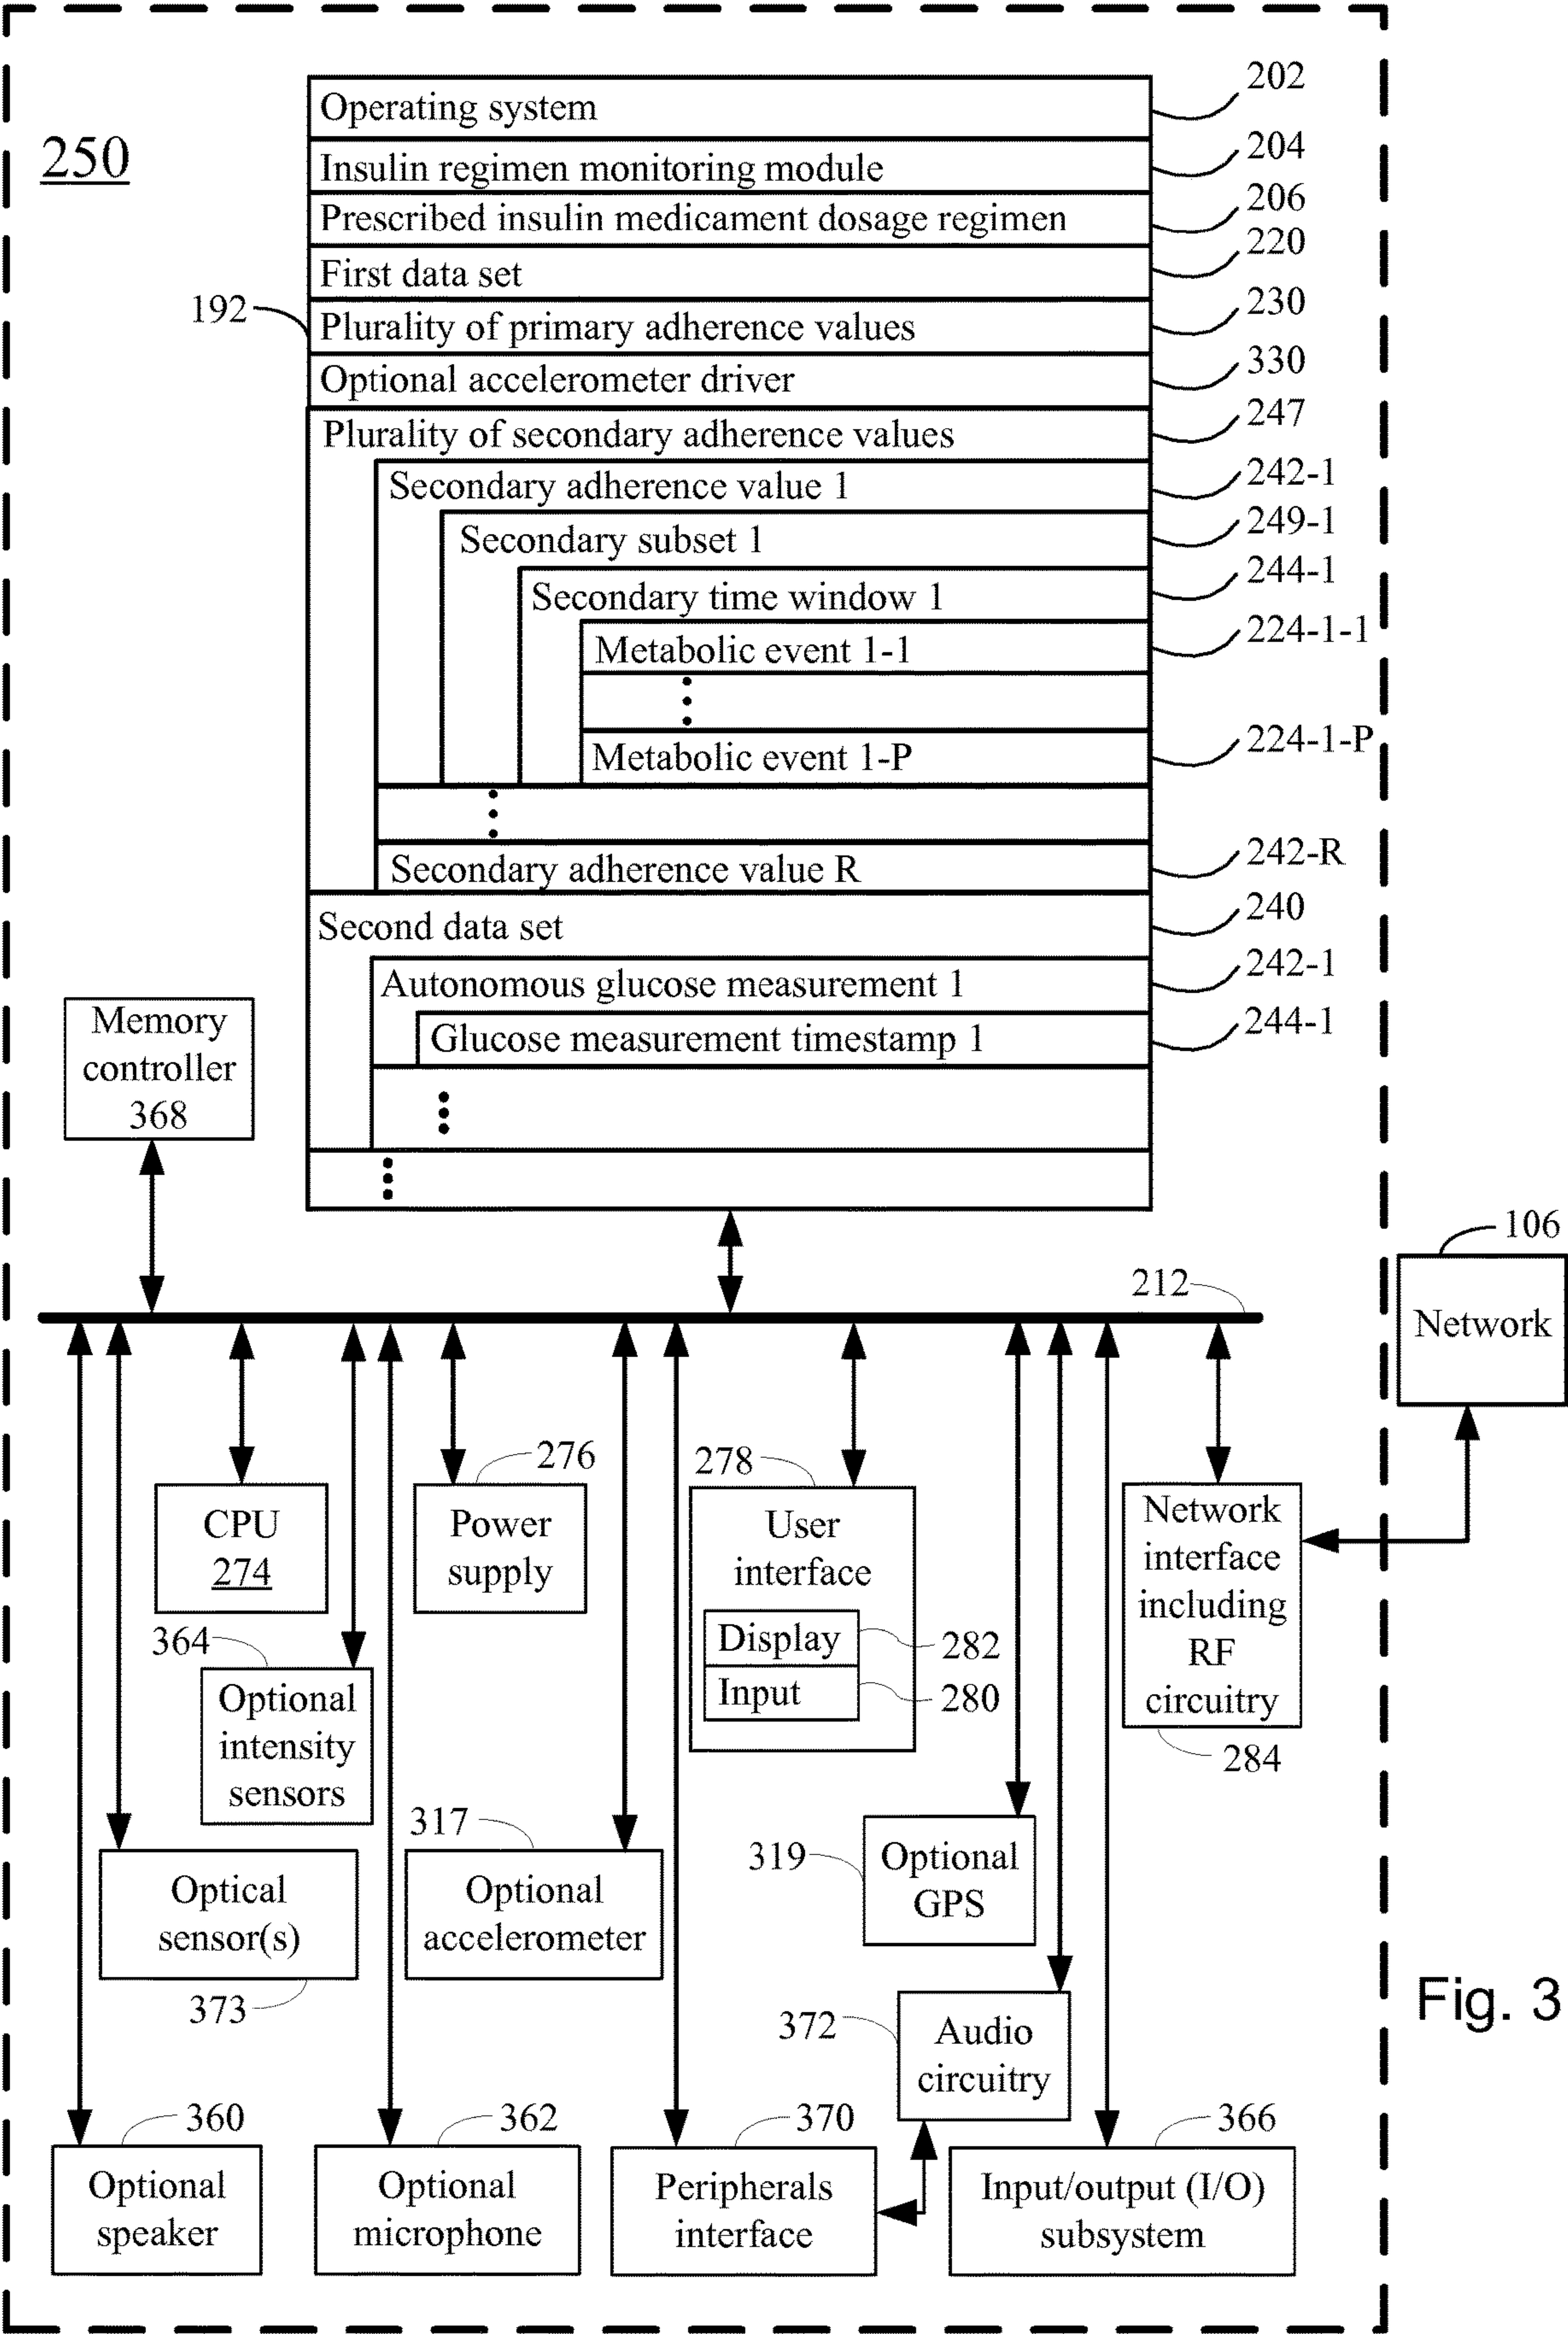 250
Operating system
202
Insulin regimen monitoring module
204
Prescribed insulin medicament dosage regimen
206
First data set
220
192
Plurality of primary adherence values
230
Optional accelerometer driver
330
Plurality of secondary adherence values
247
Secondary adherence value 1
242-1
Secondary subset 1
249-1
Secondary time window 1
244-1
Metabolic event 1-1
224-1-1
Metabolic event 1-P
224-1-P
Secondary adherence value R
242-R
Second data set
240
Autonomous glucose measurement 1
242-1
Glucose measurement timestamp 1
244-1
Memory
controller
368
212
106
Network
CPU
274
276
Power
supply
278
User
interface
Display
282
Input
280
Network
interface
including
RF
circuitry
284
364
Optional
intensity
sensors
Optical
sensor(s)
373
317
Optional
accelerometer
319
Optional
GPS
372
Audio
circuitry
360
Optional
speaker
362
Optional
microphone
370
Peripherals
interface
366
Input/output (I/O)
subsystem
Fig. 3